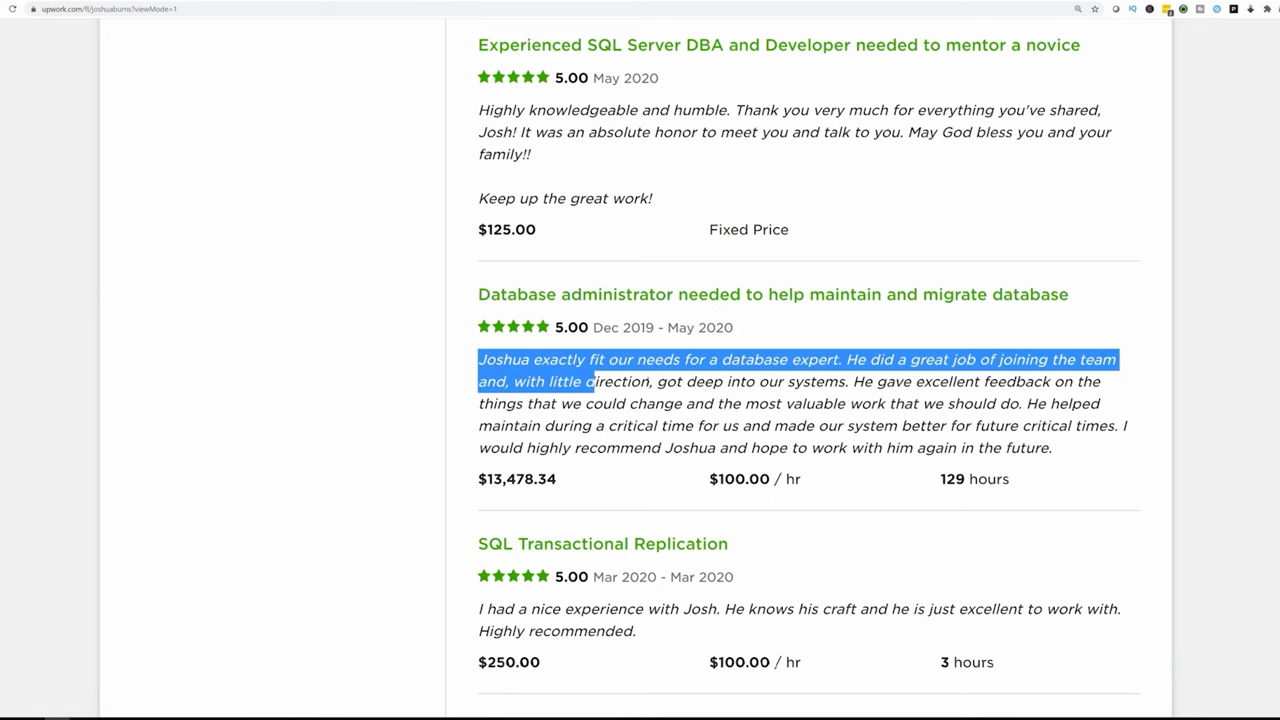 upwork.com/fl/joshuaburns?viewMode=1
Experienced SQL Server DBA and Developer needed to mentor a novice
5.00 May 2020
Highly knowledgeable and humble. Thank you very much for everything you've shared,
Josh! It was an absolute honor to meet you and talk to you. May God bless you and your
family!!
Keep up the great work!
$125.00 Fixed Price
Database administrator needed to help maintain and migrate database
5.00 Dec 2019 - May 2020
Joshua exactly fit our needs for a database expert. He did a great job of joining the team
and, with little direction, got deep into our systems. He gave excellent feedback on the
things that we could change and the most valuable work that we should do. He helped
maintain during a critical time for us and made our system better for future critical times. I
would highly recommend Joshua and hope to work with him again in the future.
$13,478.34 $100.00 / hr 129 hours
SQL Transactional Replication
5.00 Mar 2020 - Mar 2020
I had a nice experience with Josh. He knows his craft and he is just excellent to work with.
Highly recommended.
$250.00 $100.00 / hr 3 hours